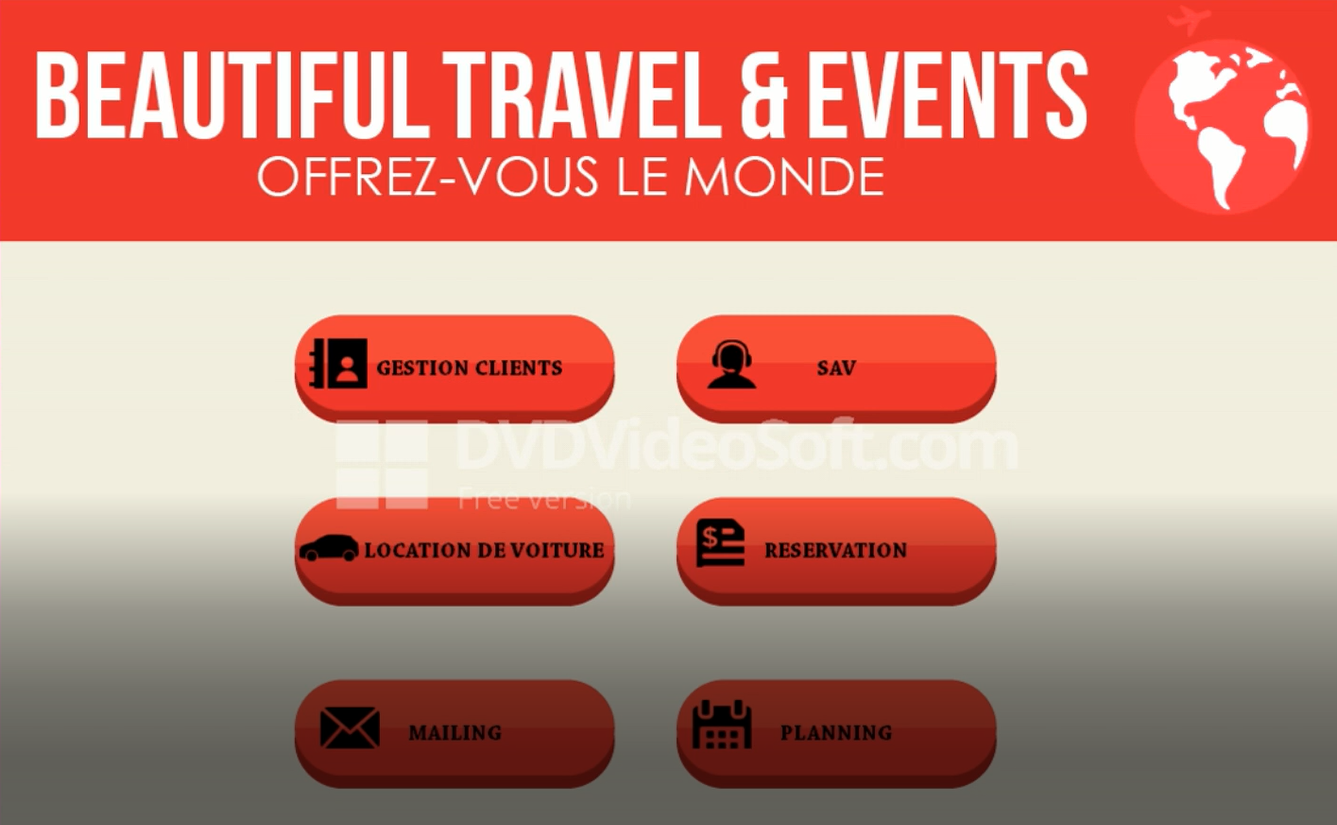 BEAUTIFUL TRAVEL & EVENTS
OFFREZ-VOUS LE MONDE
GESTION CLIENTS
SAV
DVDVideoSoft.com
Free version
LOCATION DE VOITURE
$
RESERVATION
MAILING
PLANNING